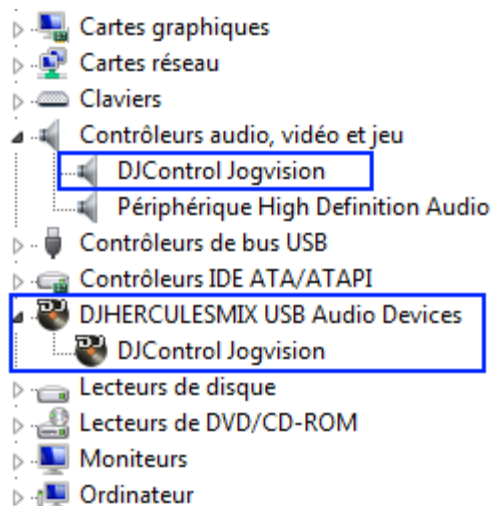 Cartes graphiques
Cartes réseau
Claviers
Contrôleurs audio, vidéo et jeu
DJControl Jogvision
Périphérique High Definition Audio
Contrôleurs de bus USB
Contrôleurs IDE ATA/ATAPI
DJHERCULESMIX USB Audio Devices
DJControl Jogvision
Lecteurs de disque
Lecteurs de DVD/CD-ROM
Moniteurs
Ordinateur